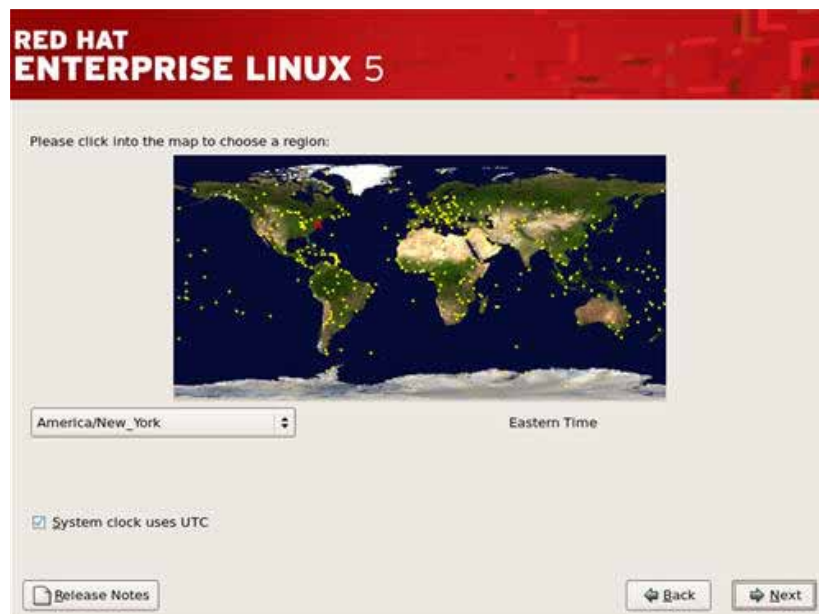 RED HAT
ENTERPRISE LINUX 5
Please click into the map to choose a region:
America/New_York
Eastern Time
System clock uses UTC
Release Notes
Back
Next